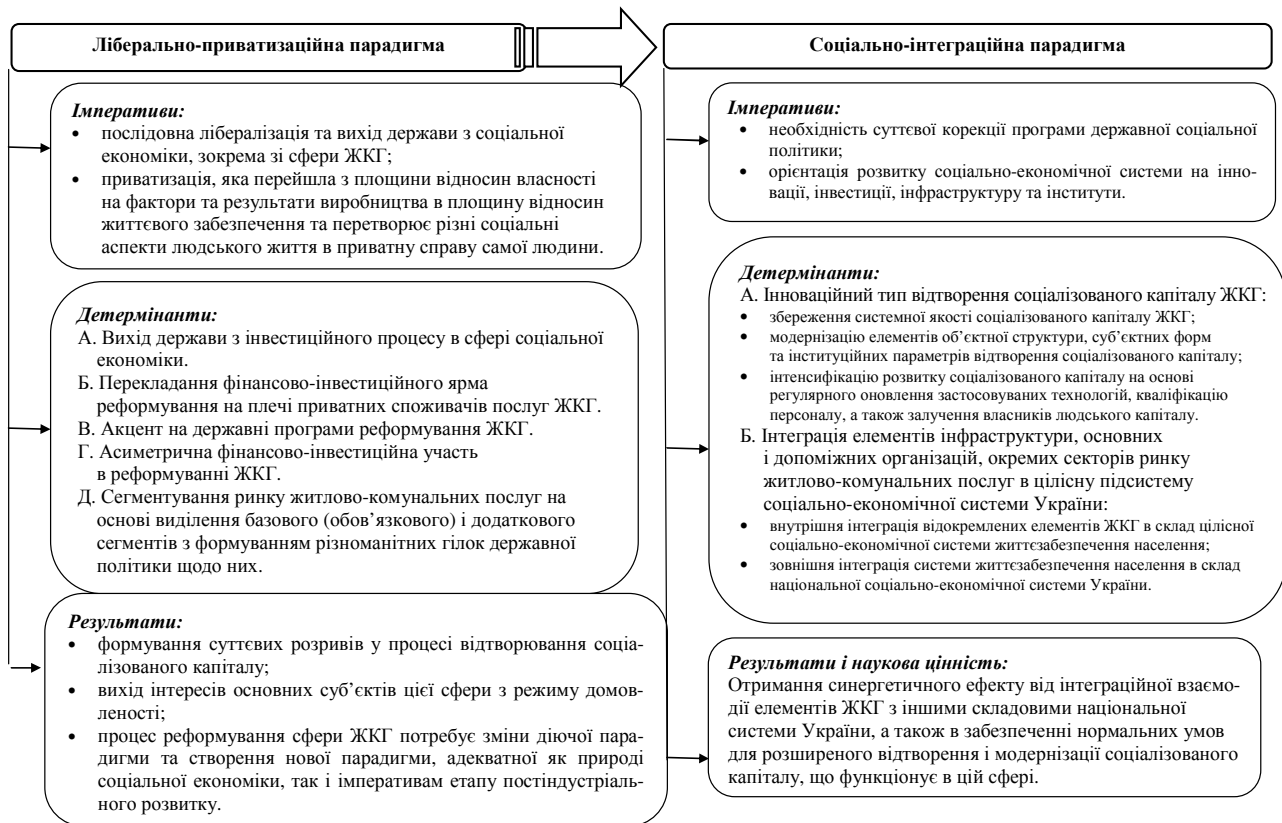 Ліберально-приватизаційна парадигма
Імперативи:
• послідовна лібералізація та вихід держави з соціальної
економіки, зокрема зі сфери ЖКГ;
• приватизація, яка перейшла з площини відносин власності
на фактори та результати виробництва в площину відносин
життєвого забезпечення та перетворює різні соціальні
аспекти людського життя в приватну справу самої людини.
Детермінанти:
А. Вихід держави з інвестиційного процесу в сфері соціальної
економіки.
Б. Перекладання фінансово-інвестиційного ярма
реформування на плечі приватних споживачів послуг ЖКГ.
В. Акцент на державні програми реформування ЖКГ.
Г. Асиметрична фінансово-інвестиційна участь
в реформуванні ЖКГ.
Д. Сегментування ринку житлово-комунальних послуг на
основі виділення базового (обов’язкового) і додаткового
сегментів з формуванням різноманітних гілок державної
політики щодо них.
Результати:
• формування суттєвих розривів у процесі відтворювання соціа-
лізованого капіталу;
• вихід інтересів основних суб’єктів цієї сфери з режиму домов-
леності;
• процес реформування сфери ЖКГ потребує зміни діючої пара-
дигми та створення нової парадигми, адекватної як природі
соціальної економіки, так і імперативам етапу постіндустріаль-
ного розвитку.
Соціально-інтеграційна парадигма
Імперативи:
• необхідність суттєвої корекції програми державної соціальної
політики;
• орієнтація розвитку соціально-економічної системи на інно-
вації, інвестиції, інфраструктуру та інститути.
Детермінанти:
А. Інноваційний тип відтворення соціалізованого капіталу ЖКГ:
• збереження системної якості соціалізованого капіталу ЖКГ;
• модернізацію елементів об’єктної структури, суб’єктних форм
та інституційних параметрів відтворення соціалізованого капіталу;
• інтенсифікацію розвитку соціалізованого капіталу на основі
регулярного оновлення застосовуваних технологій, кваліфікацію
персоналу, а також залучення власників людського капіталу.
Б. Інтеграція елементів інфраструктури, основних
і допоміжних організацій, окремих секторів ринку
житлово-комунальних послуг в цілісну підсистему
соціально-економічної системи України:
• внутрішня інтеграція відокремлених елементів ЖКГ в склад цілісної
соціально-економічної системи життєзабезпечення населення;
• зовнішня інтеграція системи життєзабезпечення населення в склад
національної соціально-економічної системи України.
Результати і наукова цінність:
Отримання синергетичного ефекту від інтеграційної взаємо-
дії елементів ЖКГ з іншими складовими національної
системи України, а також в забезпеченні нормальних умов
для розширеного відтворення і модернізації соціалізованого
капіталу, що функціонує в цій сфері.